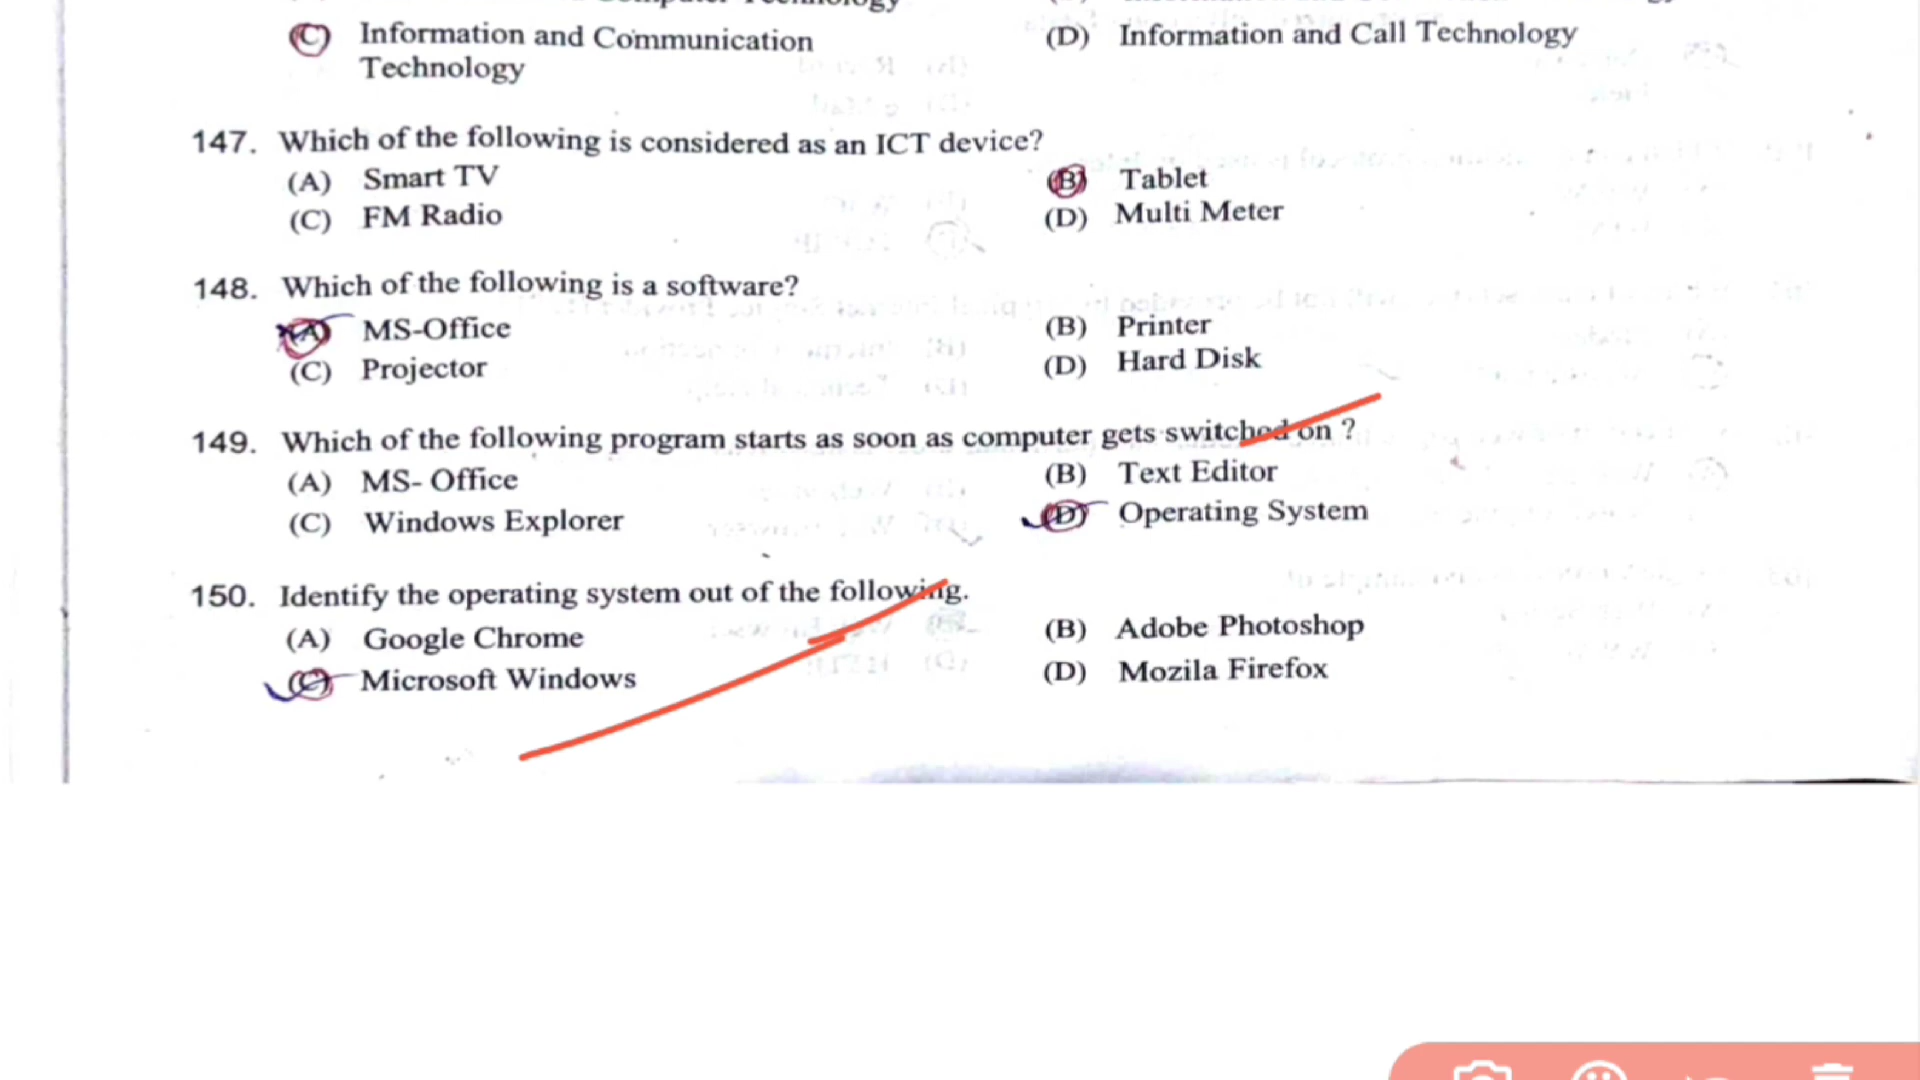 (C) Information and Communication Technology
(D) Information and Call Technology
147. Which of the following is considered as an ICT device?
(A) Smart TV
(B) Tablet
(C) FM Radio
(D) Multi Meter
148. Which of the following is a software?
(A) MS-Office
(B) Printer
(C) Projector
(D) Hard Disk
149. Which of the following program starts as soon as computer gets switched on ?
(A) MS- Office
(B) Text Editor
(C) Windows Explorer
(D) Operating System
150. Identify the operating system out of the following.
(A) Google Chrome
(B) Adobe Photoshop
(C) Microsoft Windows
(D) Mozila Firefox